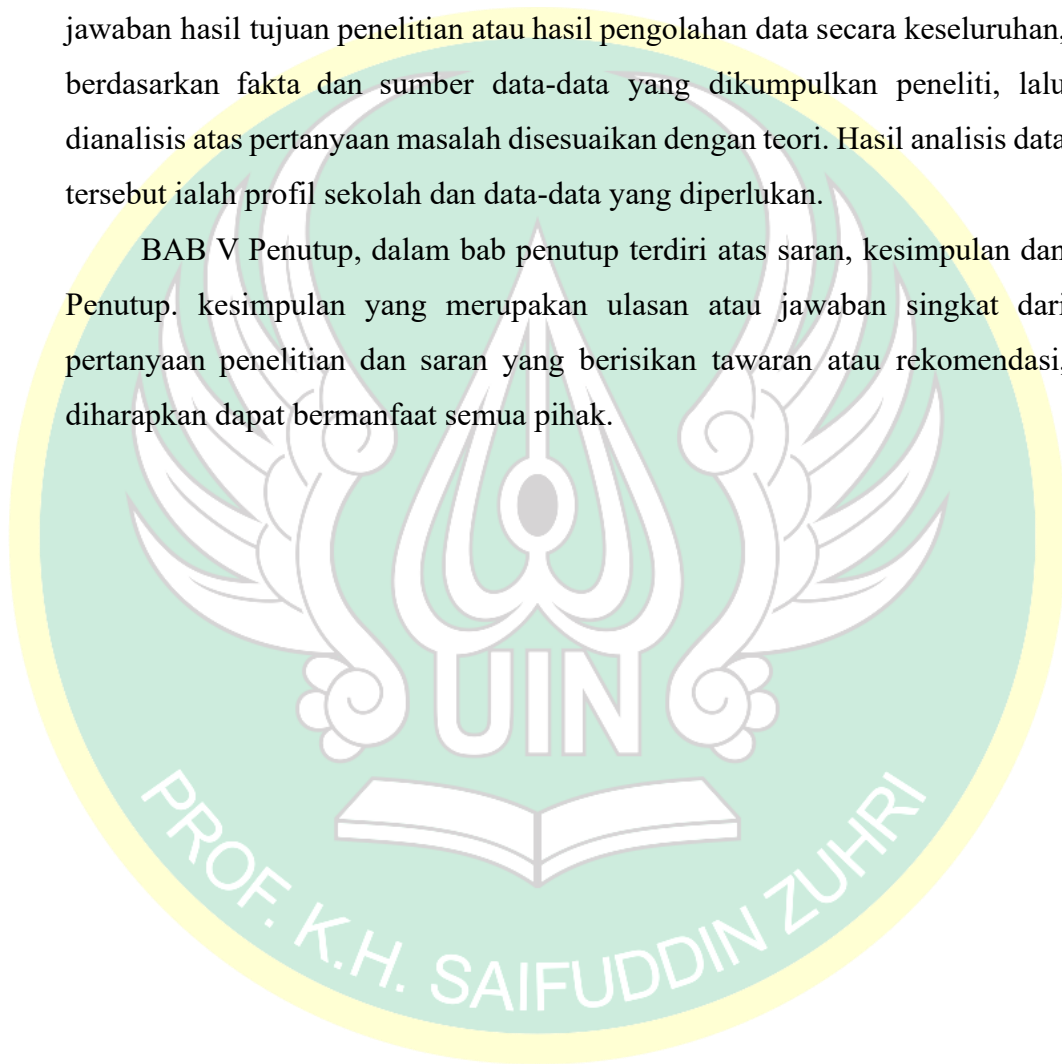 jawaban hasil tujuan penelitian atau hasil pengolahan data secara keseluruhan,
berdasarkan fakta dan sumber data-data yang dikumpulkan peneliti, lalu
dianalisis atas pertanyaan masalah disesuaikan dengan teori. Hasil analisis data
tersebut ialah profil sekolah dan data-data yang diperlukan.
BAB V Penutup, dalam bab penutup terdiri atas saran, kesimpulan dan
Penutup. kesimpulan yang merupakan ulasan atau jawaban singkat dari
pertanyaan penelitian dan saran yang berisikan tawaran atau rekomendasi,
diharapkan dapat bermanfaat semua pihak.
UIN
PROF. K.H. SAIFUDDIN ZUHRI